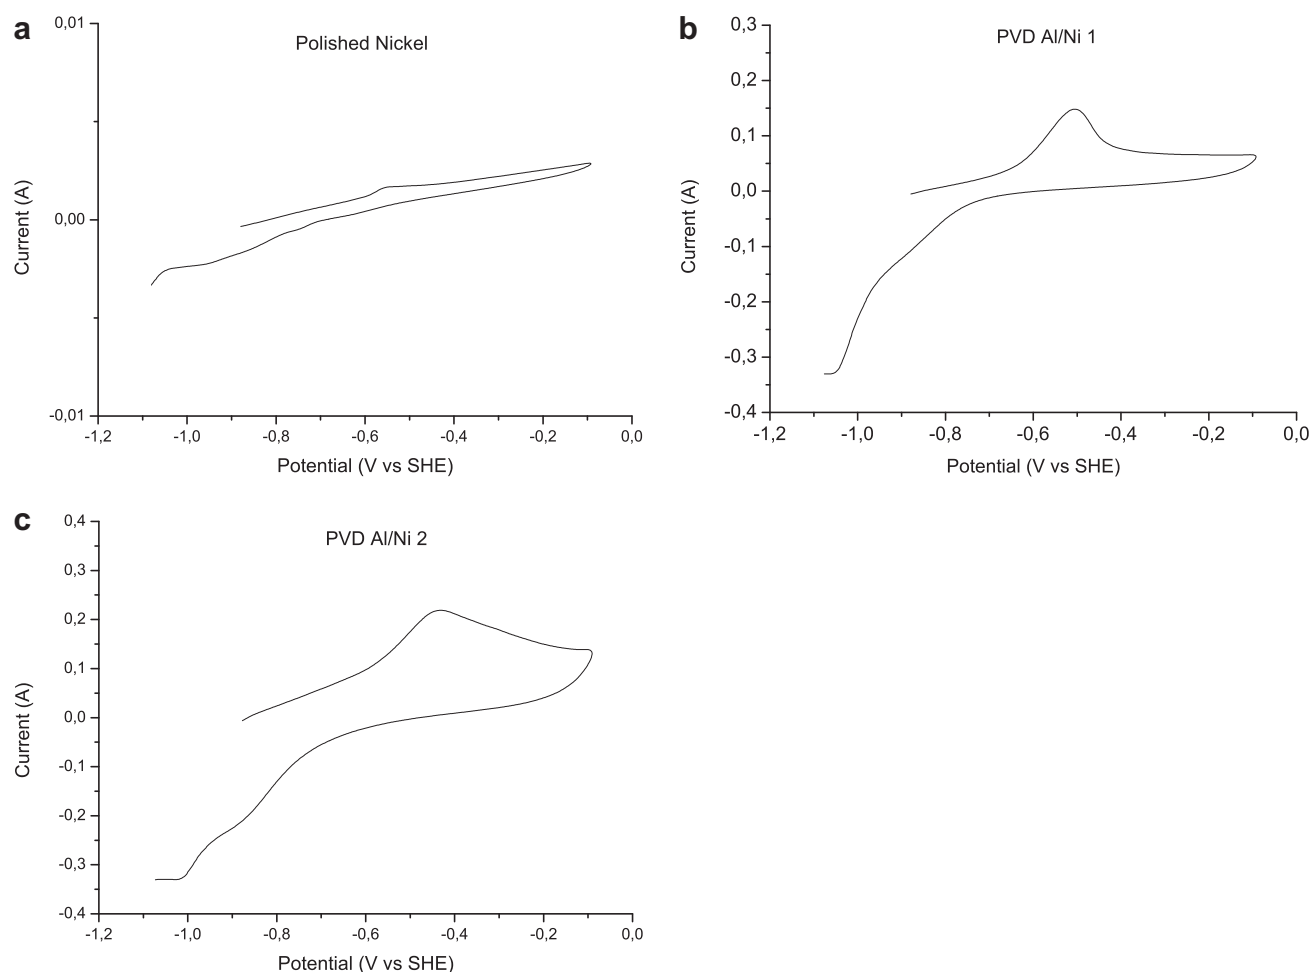 a
Polished Nickel
0,01
0,00
-0,01
Current (A)
-1,2 -1,0 -0,8 -0,6 -0,4 -0,2 0,0
Potential (V vs SHE)
b
PVD Al/Ni 1
0,3
0,2
0,1
0,0
-0,1
-0,2
-0,3
-0,4
Current (A)
-1,2 -1,0 -0,8 -0,6 -0,4 -0,2 0,0
Potential (V vs SHE)
c
PVD Al/Ni 2
0,4
0,3
0,2
0,1
0,0
-0,1
-0,2
-0,3
-0,4
Current (A)
-1,2 -1,0 -0,8 -0,6 -0,4 -0,2 0,0
Potential (V vs SHE)